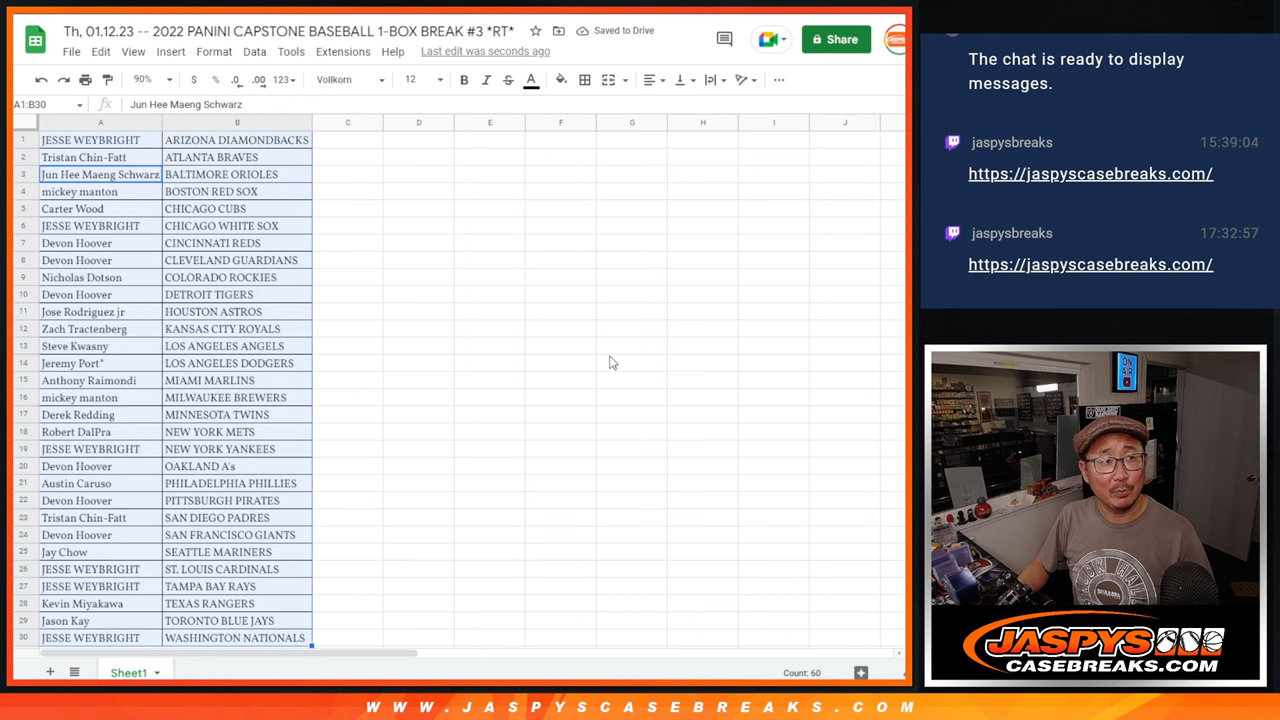 Th, 01.12.23 -- 2022 PANINI CAPSTONE BASEBALL 1-BOX BREAK #3 *RT*
Saved to Drive
Share
File Edit View Insert Format Data Tools Extensions Help Last edit was seconds ago
90% $ % .0 .00 123 Vollkorn 12 B I S A
A1:B30 fx Jun Hee Maeng Schwarz
A B C D E F G H I J
1 JESSE WEYBRIGHT ARIZONA DIAMONDBACKS
2 Tristan Chin-Fatt ATLANTA BRAVES
3 Jun Hee Maeng Schwarz BALTIMORE ORIOLES
4 mickey manton BOSTON RED SOX
5 Carter Wood CHICAGO CUBS
6 JESSE WEYBRIGHT CHICAGO WHITE SOX
7 Devon Hoover CINCINNATI REDS
8 Devon Hoover CLEVELAND GUARDIANS
9 Nicholas Dotson COLORADO ROCKIES
10 Devon Hoover DETROIT TIGERS
11 Jose Rodriguez jr HOUSTON ASTROS
12 Zach Tractenberg KANSAS CITY ROYALS
13 Steve Kwasny LOS ANGELES ANGELS
14 Jeremy Port* LOS ANGELES DODGERS
15 Anthony Raimondi MIAMI MARLINS
16 mickey manton MILWAUKEE BREWERS
17 Derek Redding MINNESOTA TWINS
18 Robert DalPra NEW YORK METS
19 JESSE WEYBRIGHT NEW YORK YANKEES
20 Devon Hoover OAKLAND A's
21 Austin Caruso PHILADELPHIA PHILLIES
22 Devon Hoover PITTSBURGH PIRATES
23 Tristan Chin-Fatt SAN DIEGO PADRES
24 Devon Hoover SAN FRANCISCO GIANTS
25 Jay Chow SEATTLE MARINERS
26 JESSE WEYBRIGHT ST. LOUIS CARDINALS
27 JESSE WEYBRIGHT TAMPA BAY RAYS
28 Kevin Miyakawa TEXAS RANGERS
29 Jason Kay TORONTO BLUE JAYS
30 JESSE WEYBRIGHT WASHINGTON NATIONALS
Sheet1
Count: 60
The chat is ready to display
messages.
jaspysbreaks 15:39:04
https://jaspyscasebreaks.com/
jaspysbreaks 17:32:57
https://jaspyscasebreaks.com/
ON
AIR
JASPYS
CASEBREAKS.COM
WWW.JASPYSCASEBREAKS.COM